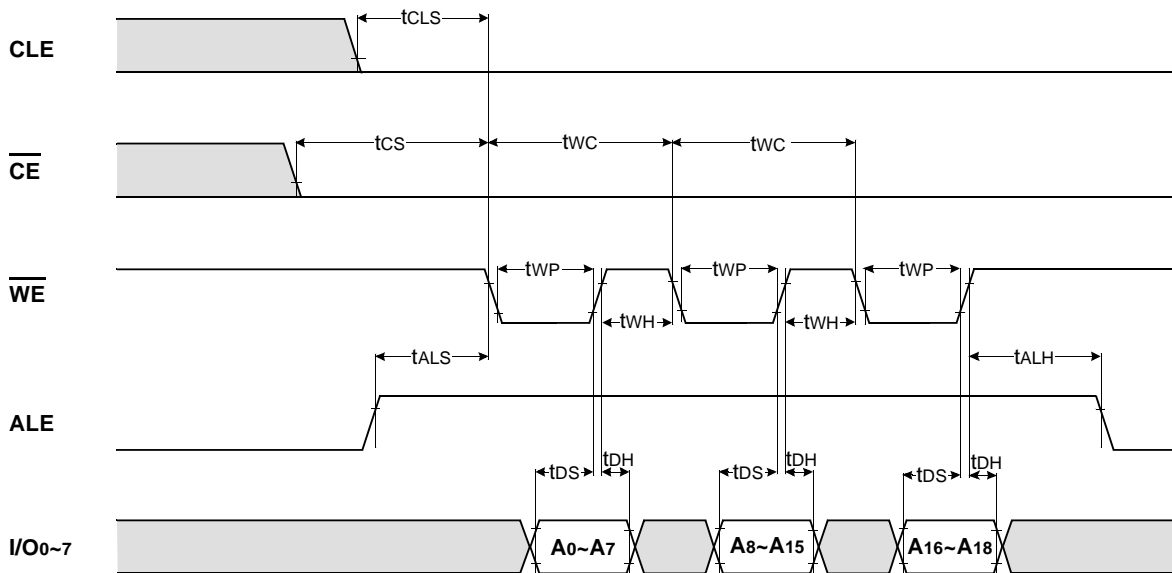 CLE
tCLS
CE
tCS
tWC
tWC
WE
tWP
tWP
tWP
tWH
tWH
tALS
tALH
ALE
tDS
tDH
tDS
tDH
tDS
tDH
I/O0~7
A0~A7
A8~A15
A16~A18